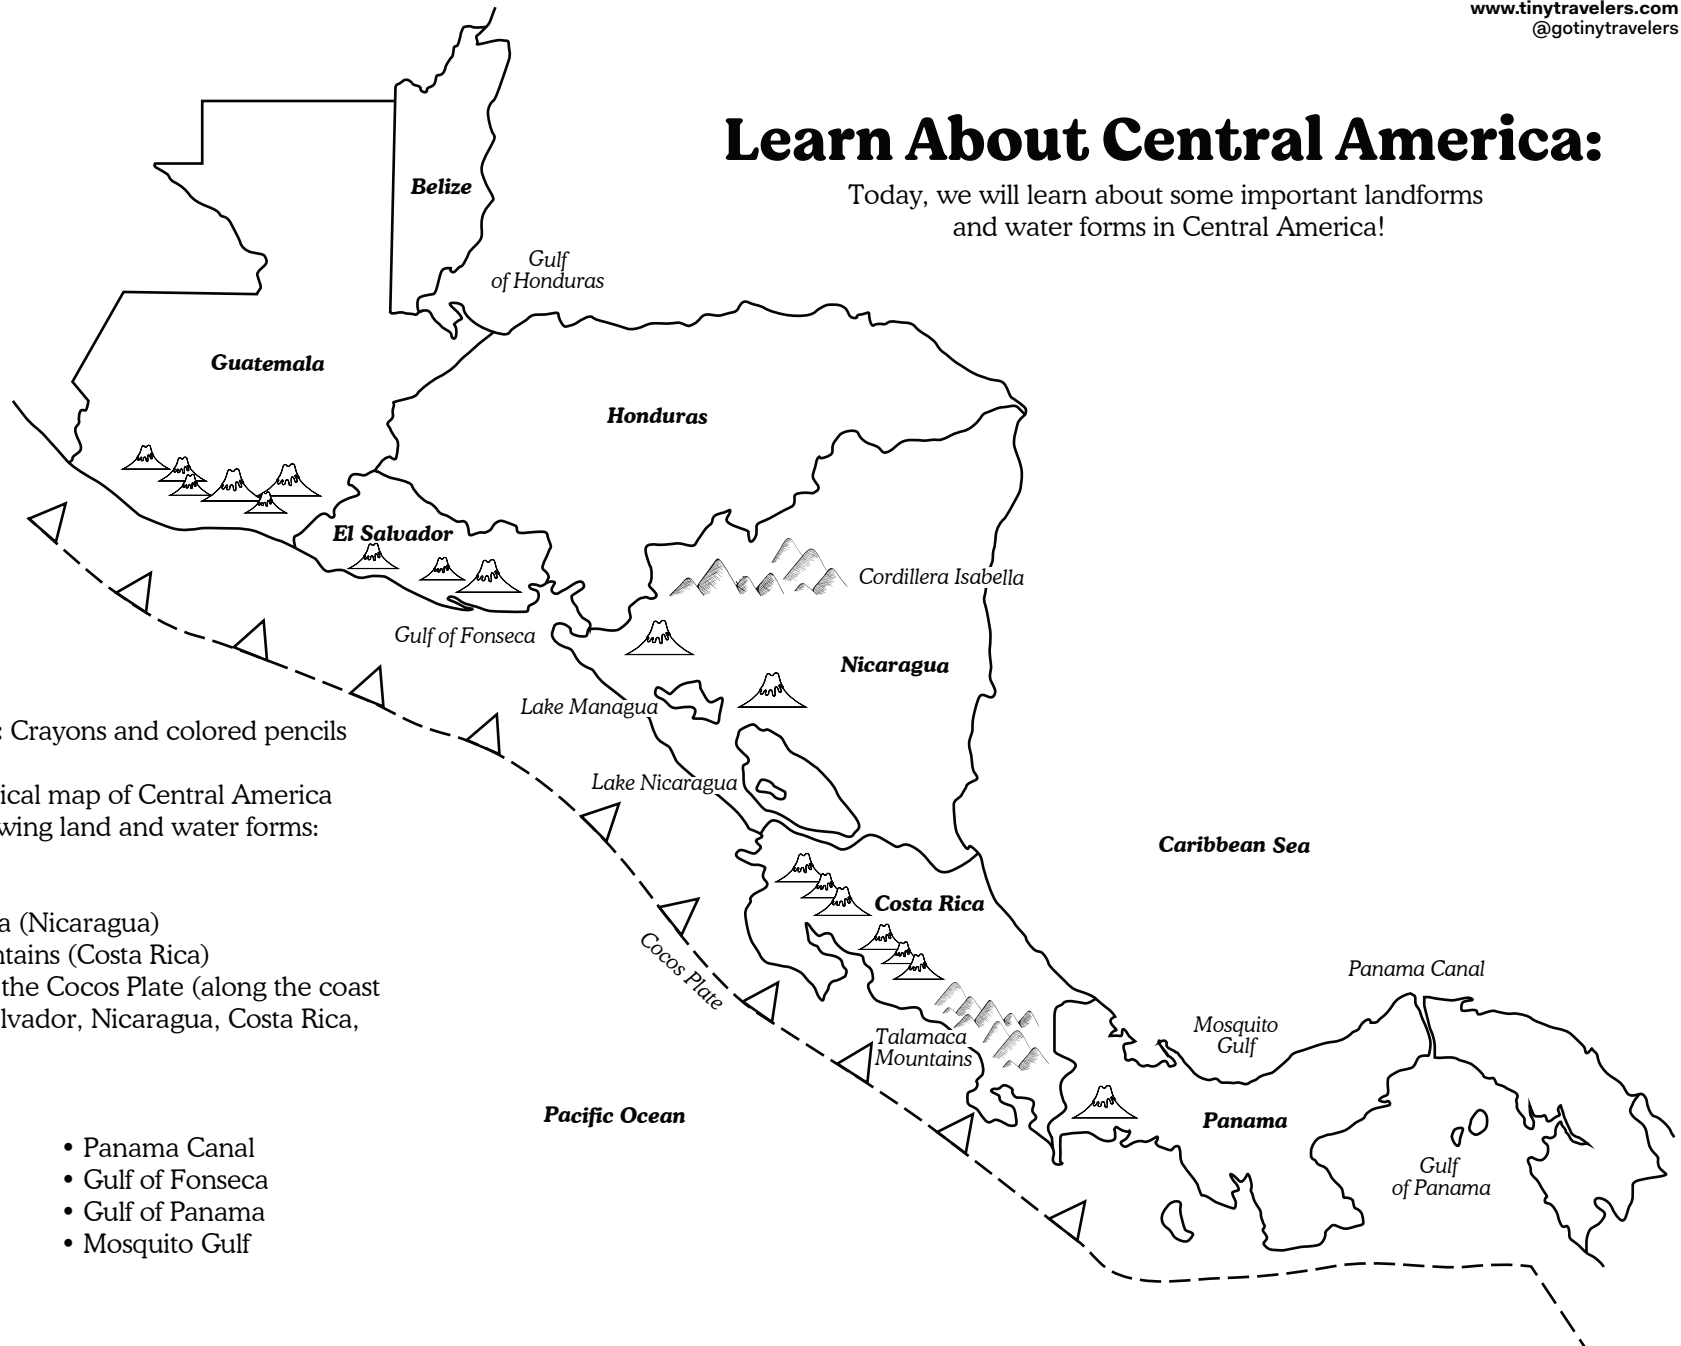 www.tinytravelers.com
@gotinytravelers
Learn About Central America:
Today, we will learn about some important landforms
and water forms in Central America!
Belize
Gulf
of Honduras
Guatemala
Honduras
El Salvador
Cordillera Isabella
Gulf of Fonseca
Nicaragua
Lake Managua
Lake Nicaragua
Caribbean Sea
Costa Rica
Cocos Plate
Panama Canal
Mosquito
Gulf
Talamaca
Mountains
Pacific Ocean
Panama
Gulf
of Panama
: Crayons and colored pencils
ical map of Central America
wing land and water forms:
a (Nicaragua)
ntains (Costa Rica)
the Cocos Plate (along the coast
lvador, Nicaragua, Costa Rica,
• Panama Canal
• Gulf of Fonseca
• Gulf of Panama
• Mosquito Gulf